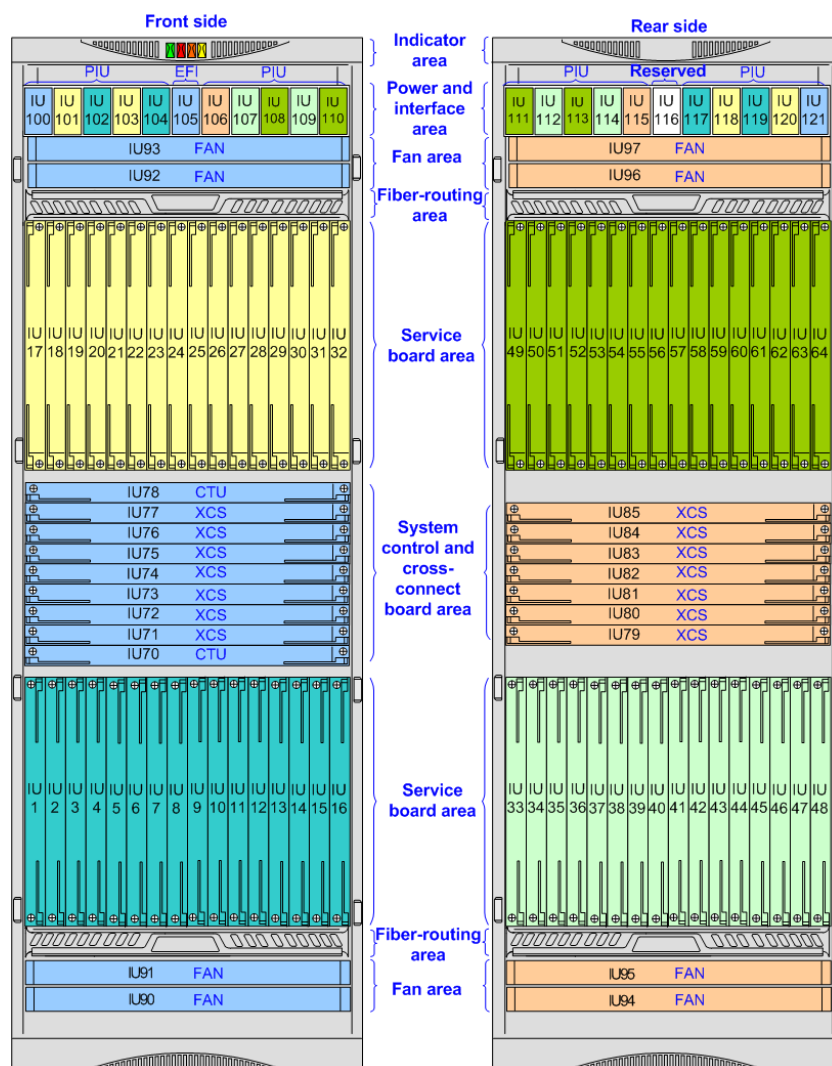 Front side
Rear side
Indicator
area
PIU EFI PIU
PIU Reserved PIU
Power and
interface
area
IU IU IU IU IU IU IU IU IU IU IU
100 101 102 103 104 105 106 107 108 109 110
IU IU IU IU IU IU IU IU IU IU IU
111 112 113 114 115 116 117 118 119 120 121
IU93 FAN
IU92 FAN
Fan area
IU97 FAN
IU96 FAN
Fiber-routing
area
IU IU IU IU IU IU IU IU IU IU IU IU IU IU IU IU
17 18 19 20 21 22 23 24 25 26 27 28 29 30 31 32
Service
board area
IU IU IU IU IU IU IU IU IU IU IU IU IU IU IU IU
49 50 51 52 53 54 55 56 57 58 59 60 61 62 63 64
IU78 CTU
IU77 XCS
IU76 XCS
IU75 XCS
IU74 XCS
IU73 XCS
IU72 XCS
IU71 XCS
IU70 CTU
System
control and
cross-
connect
board area
IU85 XCS
IU84 XCS
IU83 XCS
IU82 XCS
IU81 XCS
IU80 XCS
IU79 XCS
IU IU IU IU IU IU IU IU IU IU IU IU IU IU IU IU
1 2 3 4 5 6 7 8 9 10 11 12 13 14 15 16
Service
board area
IU IU IU IU IU IU IU IU IU IU IU IU IU IU IU IU
33 34 35 36 37 38 39 40 41 42 43 44 45 46 47 48
Fiber-routing
area
IU91 FAN
IU90 FAN
Fan area
IU95 FAN
IU94 FAN